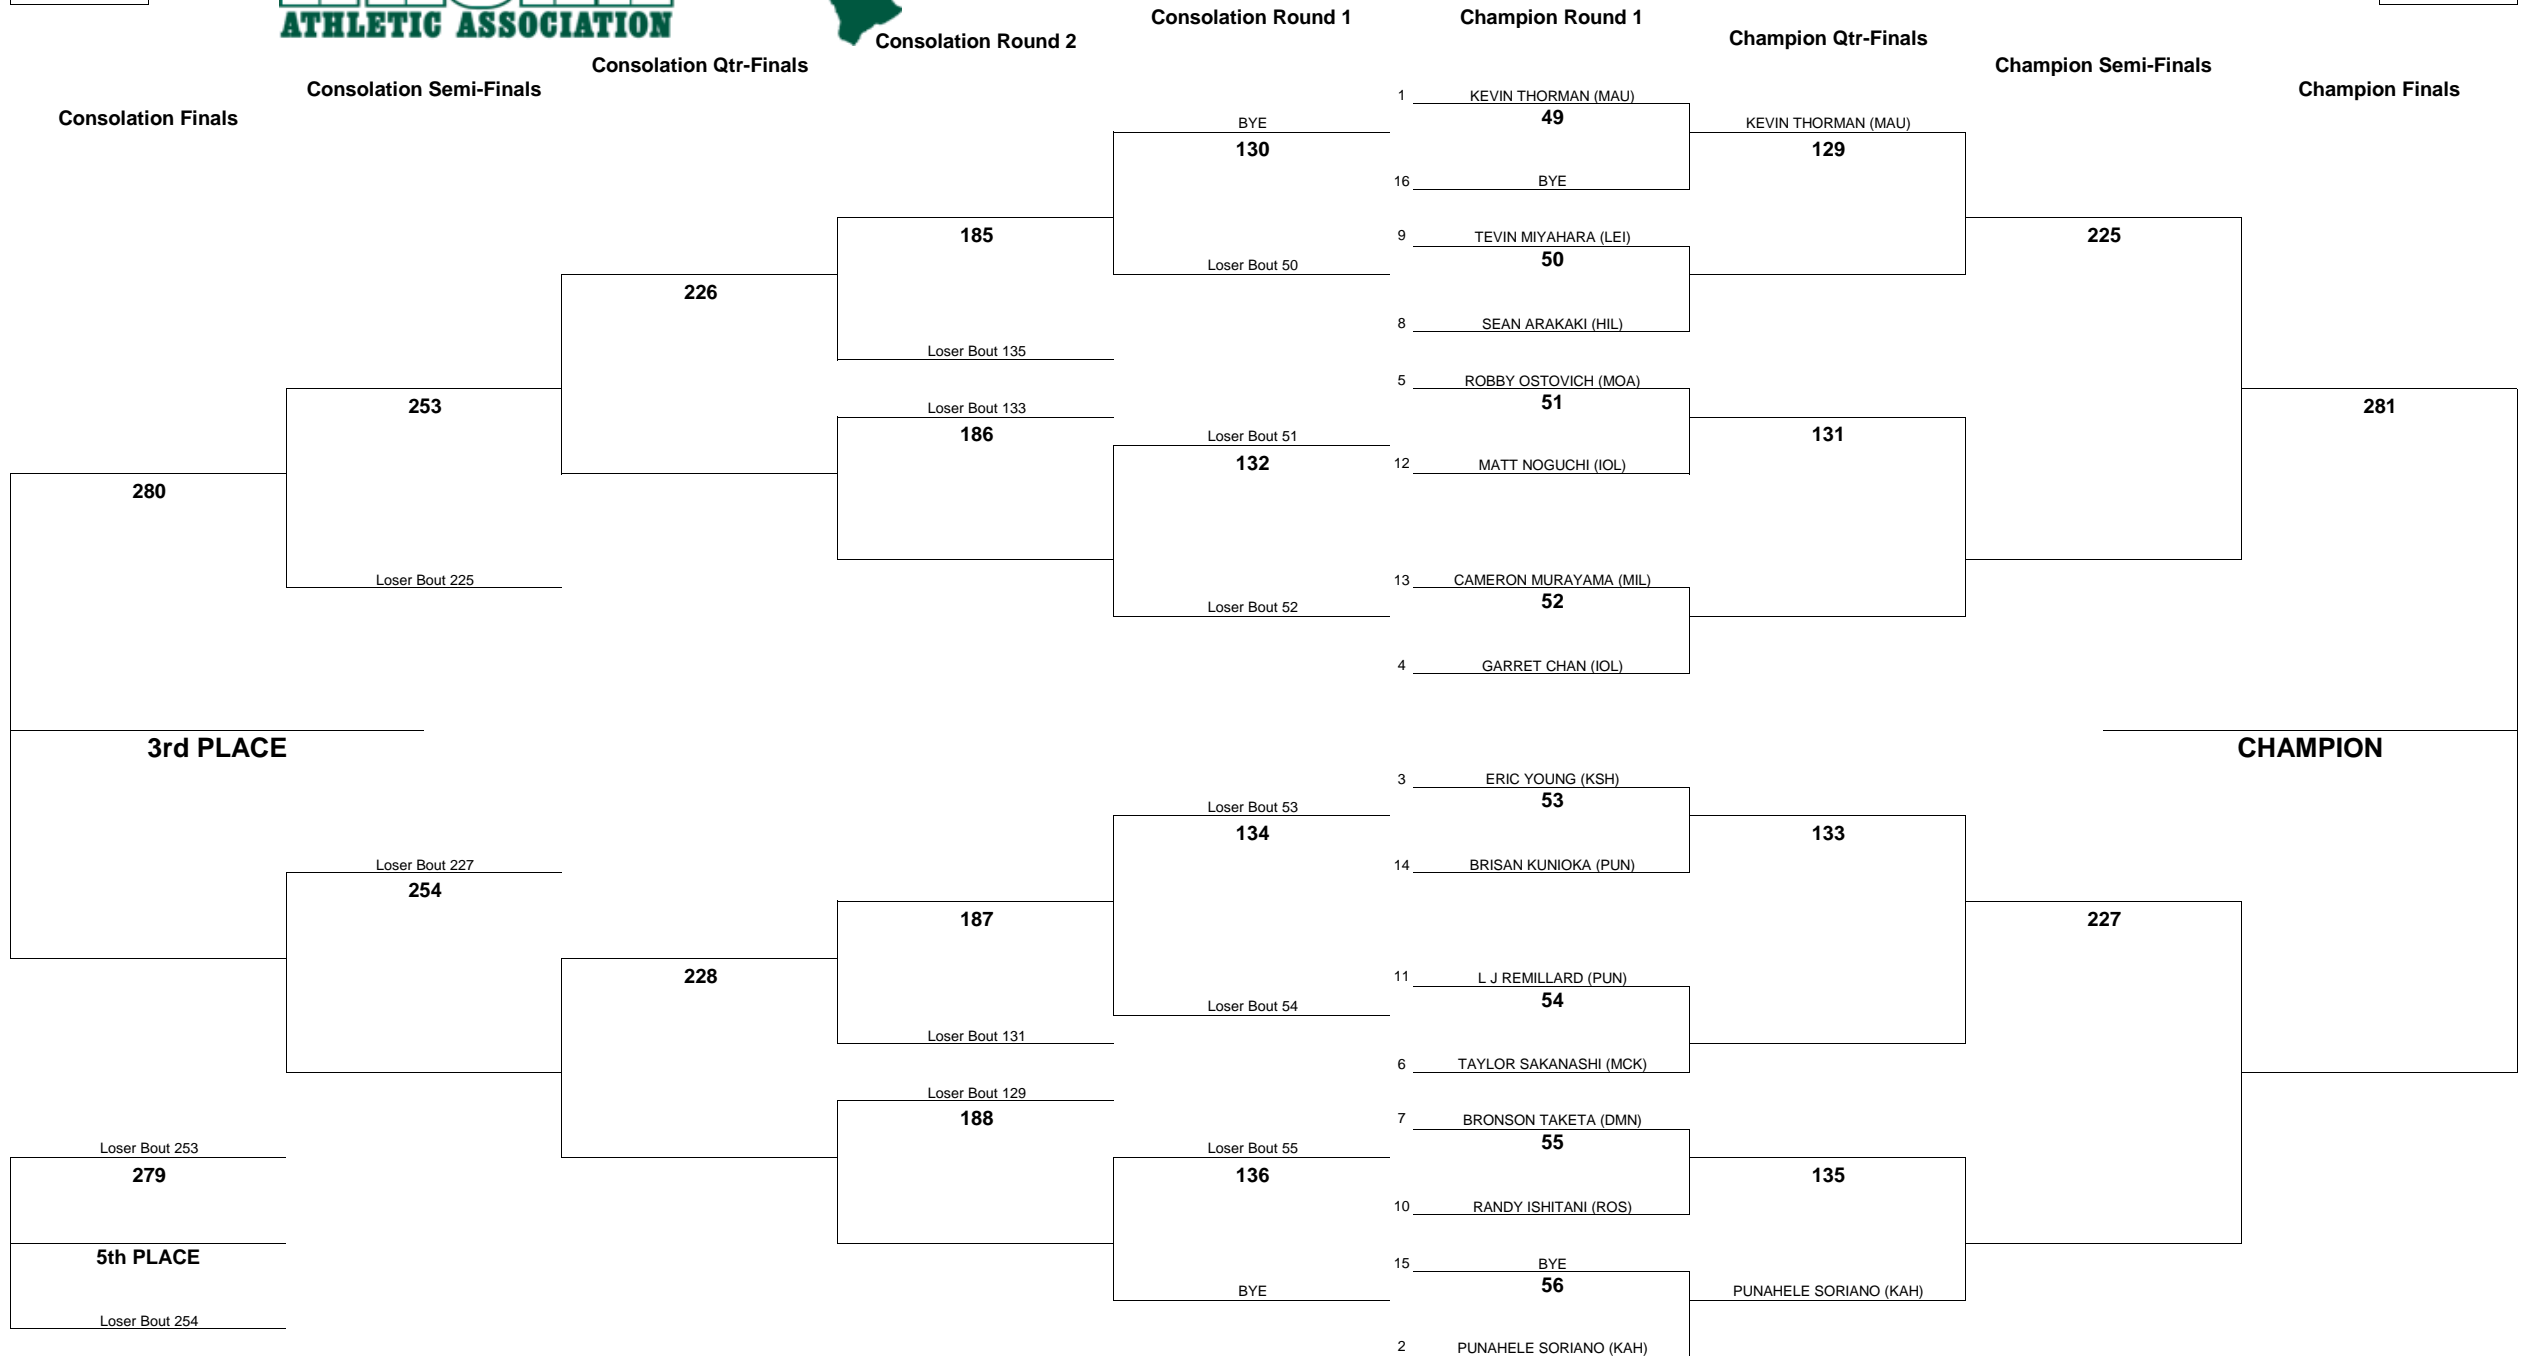 ATHLETIC ASSOCIATION
Consolation Round 1
Champion Round 1
Consolation Round 2
Champion Qtr-Finals
Consolation Qtr-Finals
Champion Semi-Finals
Consolation Semi-Finals
Champion Finals
Consolation Finals
1 KEVIN THORMAN (MAU)
49
BYE
KEVIN THORMAN (MAU)
130
129
16 BYE
185
225
9 TEVIN MIYAHARA (LEI)
50
Loser Bout 50
226
8 SEAN ARAKAKI (HIL)
Loser Bout 135
5 ROBBY OSTOVICH (MOA)
51
253
Loser Bout 133
281
186
Loser Bout 51
131
132
12 MATT NOGUCHI (IOL)
280
Loser Bout 225
13 CAMERON MURAYAMA (MIL)
52
Loser Bout 52
4 GARRET CHAN (IOL)
3rd PLACE
CHAMPION
3 ERIC YOUNG (KSH)
53
Loser Bout 53
134
133
Loser Bout 227
14 BRISAN KUNIOKA (PUN)
254
187
227
228
11 L J REMILLARD (PUN)
54
Loser Bout 54
Loser Bout 131
6 TAYLOR SAKANASHI (MCK)
Loser Bout 129
188
7 BRONSON TAKETA (DMN)
55
Loser Bout 253
Loser Bout 55
279
136
135
10 RANDY ISHITANI (ROS)
5th PLACE
15 BYE
56
BYE
PUNAHELE SORIANO (KAH)
Loser Bout 254
2 PUNAHELE SORIANO (KAH)